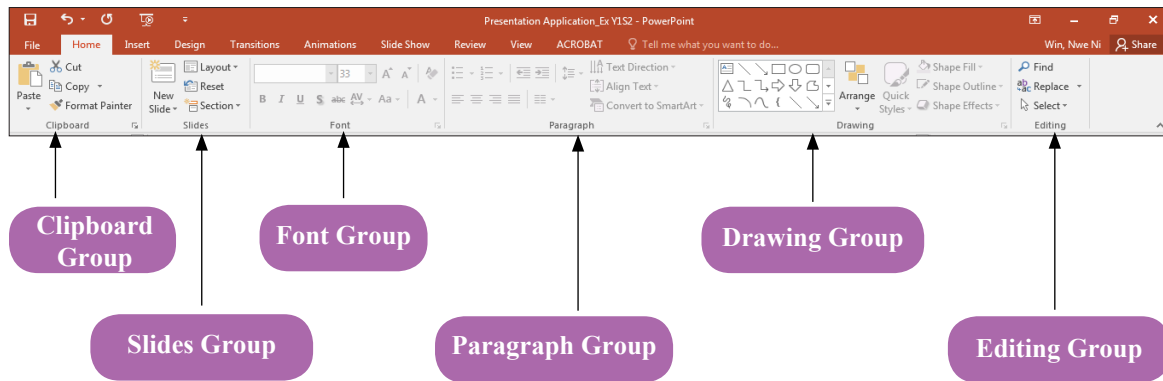 Presentation Application_Ex Y1S2 - PowerPoint
File Home Insert Design Transitions Animations Slide Show Review View ACROBAT Tell me what you want to do... Win, Nwe Ni Share
Cut Layout 33 A A Text Direction Shape Fill Find
Copy Reset Align Text Shape Outline Replace
Paste Format Painter New Slide Section B I U S abc AV Aa A Convert to SmartArt Arrange Quick Styles Shape Effects Select
Clipboard Slides Font Paragraph Drawing Editing
Clipboard
Group
Font Group
Drawing Group
Slides Group
Paragraph Group
Editing Group